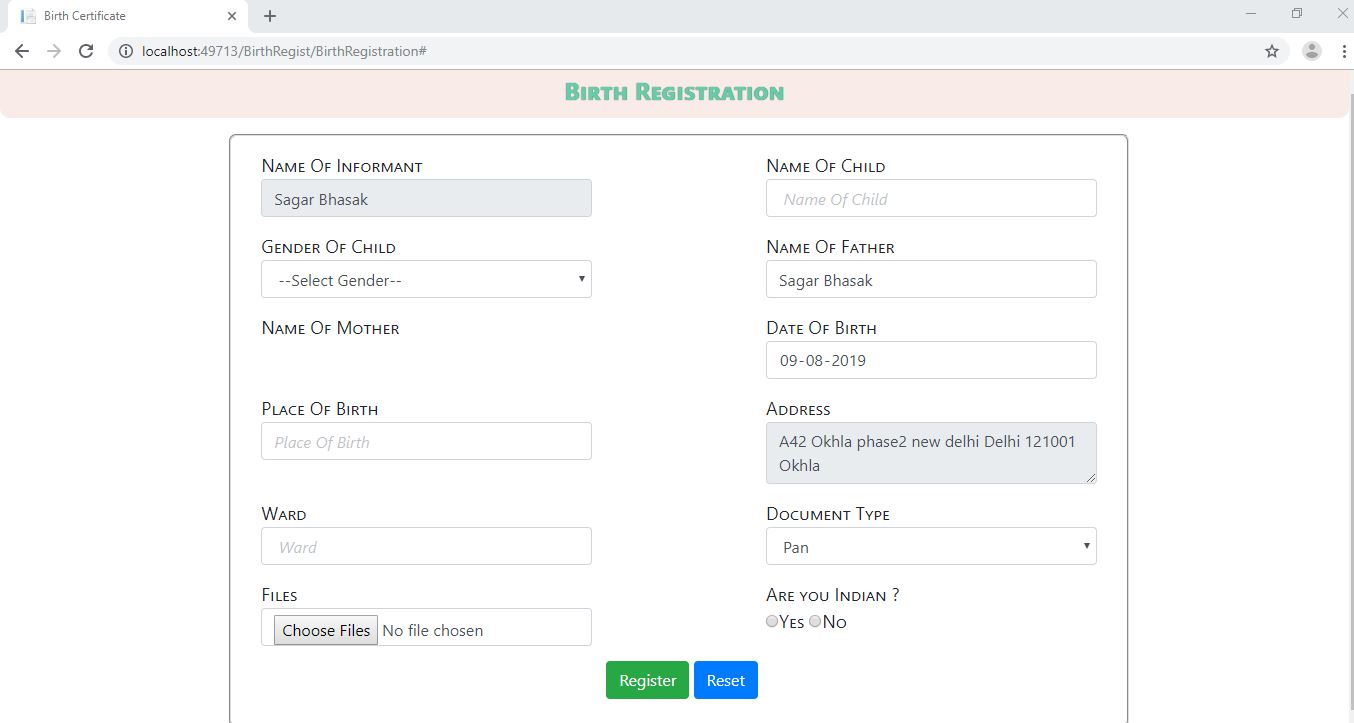 Birth Certificate
localhost:49713/BirthRegist/BirthRegistration#
Birth Registration
Name Of Informant
Sagar Bhasak
Name Of Child
Name Of Child
Gender Of Child
--Select Gender--
Name Of Father
Sagar Bhasak
Name Of Mother
Date Of Birth
09-08-2019
Place Of Birth
Place Of Birth
Address
A42 Okhla phase2 new delhi Delhi 121001
Okhla
Ward
Ward
Document Type
Pan
Files
Choose Files No file chosen
Are you Indian ?
Yes No
Register Reset